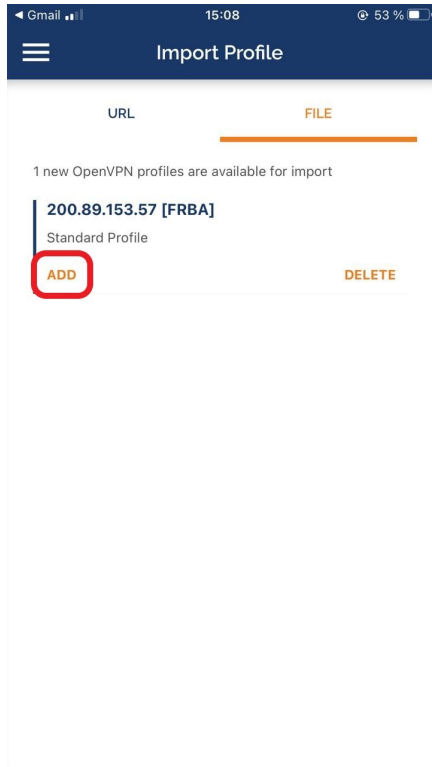 Gmail
15:08
53 %
Import Profile
URL
FILE
1 new OpenVPN profiles are available for import
200.89.153.57 [FRBA]
Standard Profile
ADD
DELETE